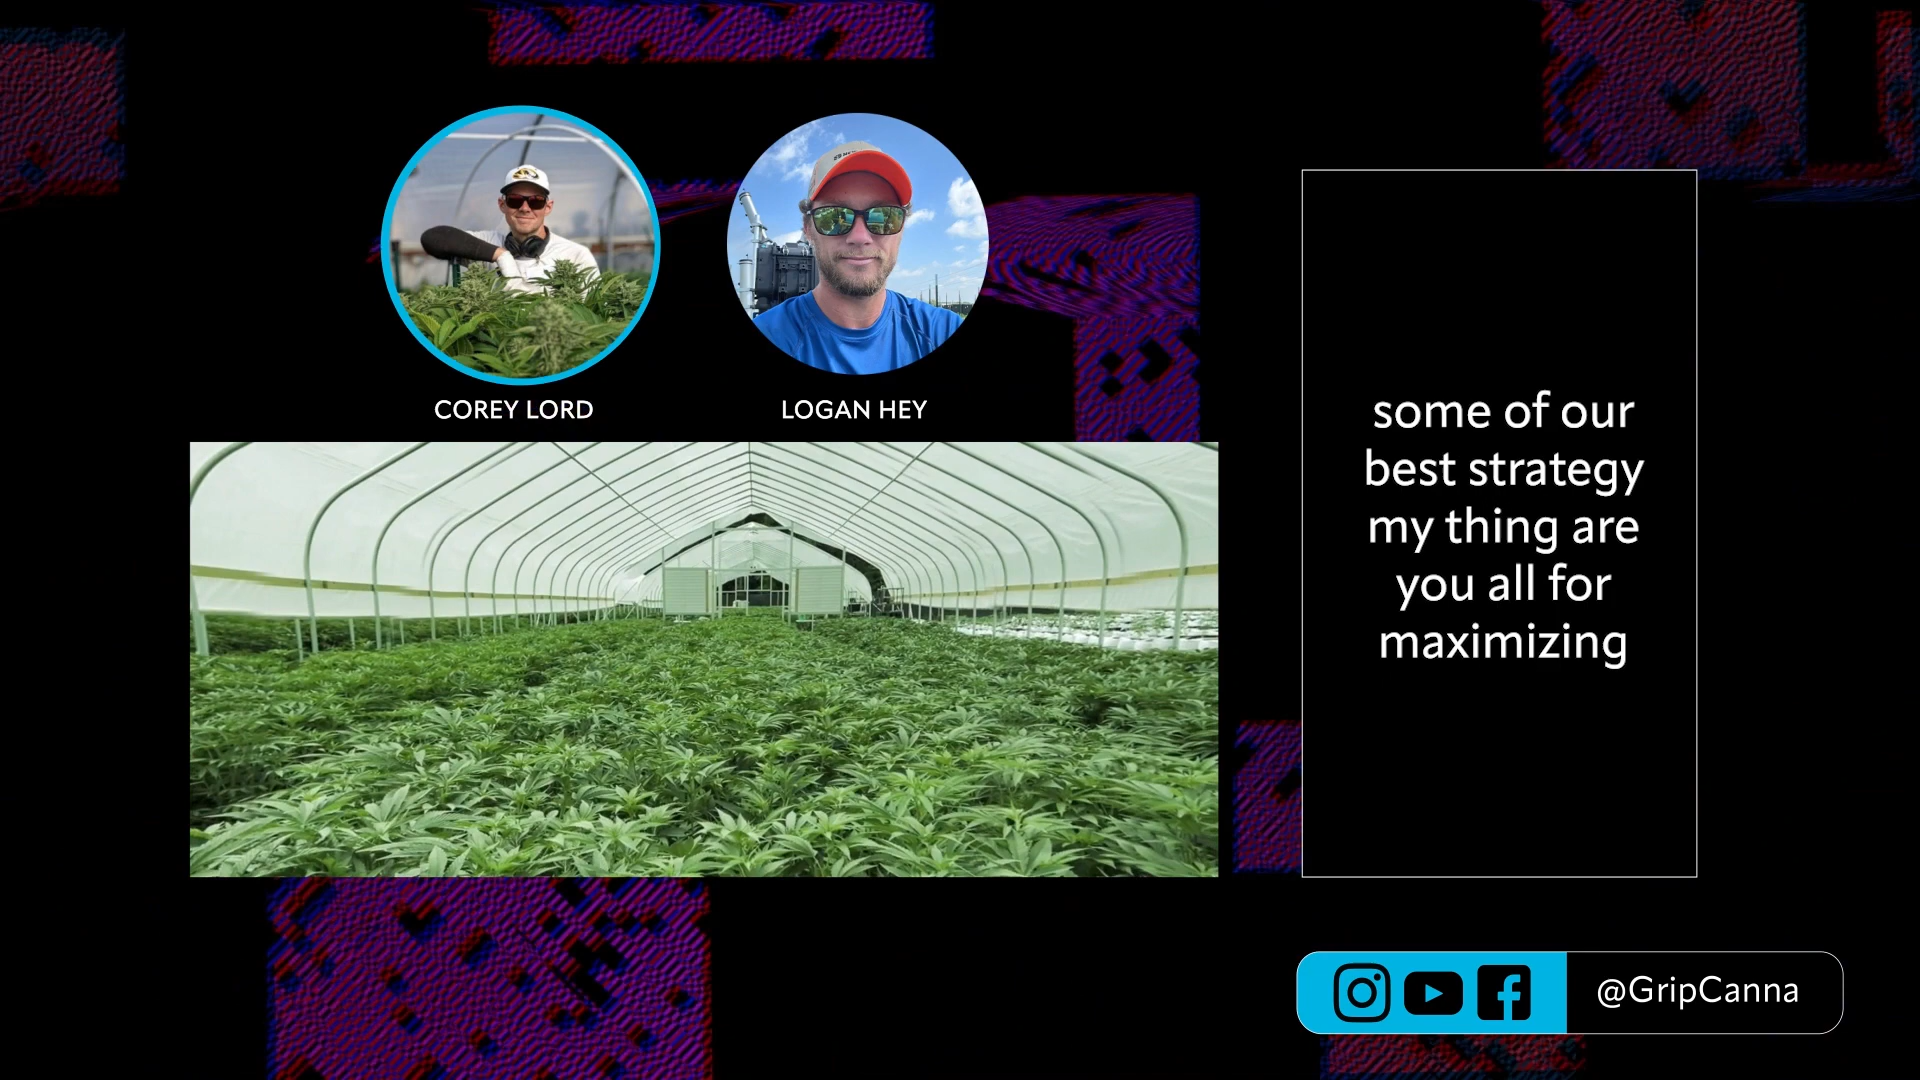 COREY LORD
LOGAN HEY
some of our
best strategy
my thing are
you all for
maximizing
@GripCanna